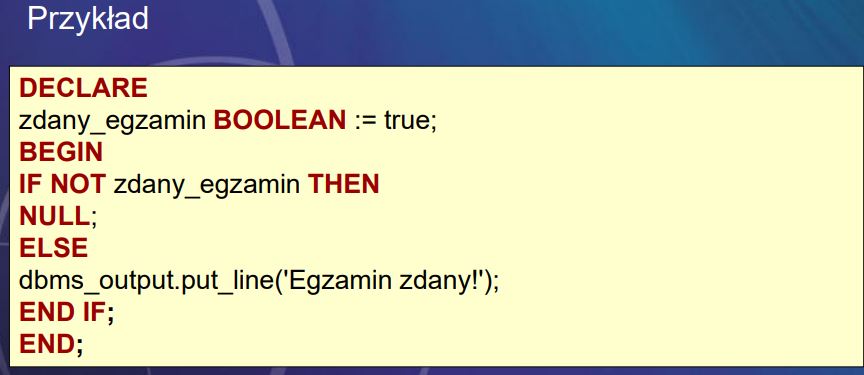 Przykład
DECLARE
zdany_egzamin BOOLEAN := true;
BEGIN
IF NOT zdany_egzamin THEN
NULL;
ELSE
dbms_output.put_line('Egzamin zdany!');
END IF;
END;